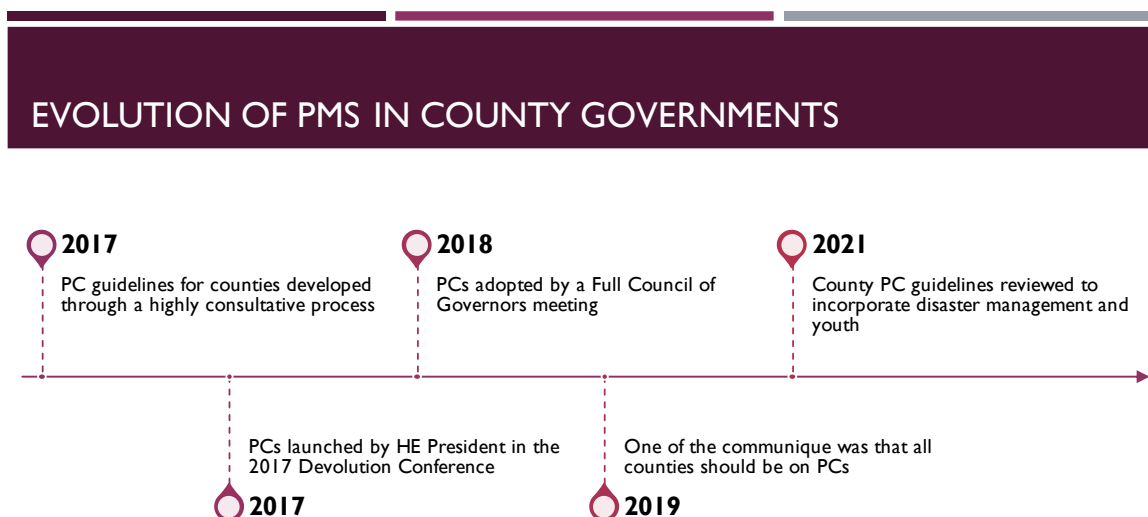 EVOLUTION OF PMS IN COUNTY GOVERNMENTS
2017
PC guidelines for counties developed
through a highly consultative process
PCs launched by HE President in the
2017 Devolution Conference
2017
2018
PCs adopted by a Full Council of
Governors meeting
One of the communique was that all
counties should be on PCs
2019
2021
County PC guidelines reviewed to
incorporate disaster management and
youth